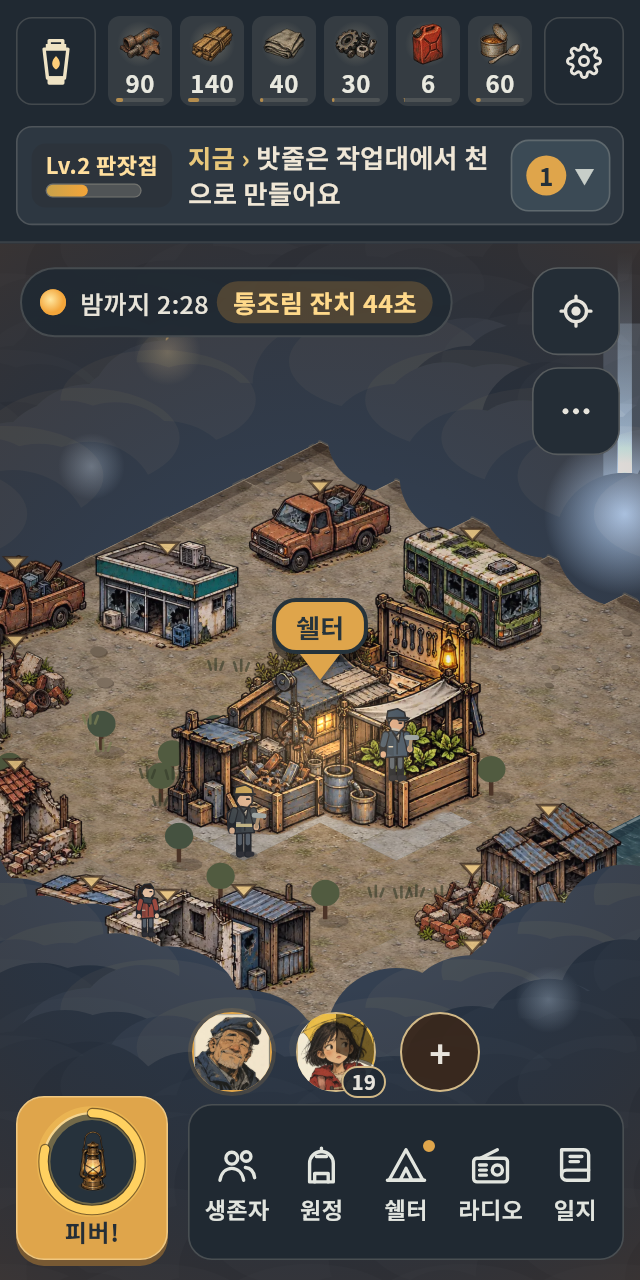 90
140
40
30
6
60
Lv.2 판잣집
지금 › 밧줄은 작업대에서 천
으로 만들어요
1
밤까지 2:28
통조림 잔치 44초
쉘터
19
+
피버!
생존자
원정
쉘터
라디오
일지